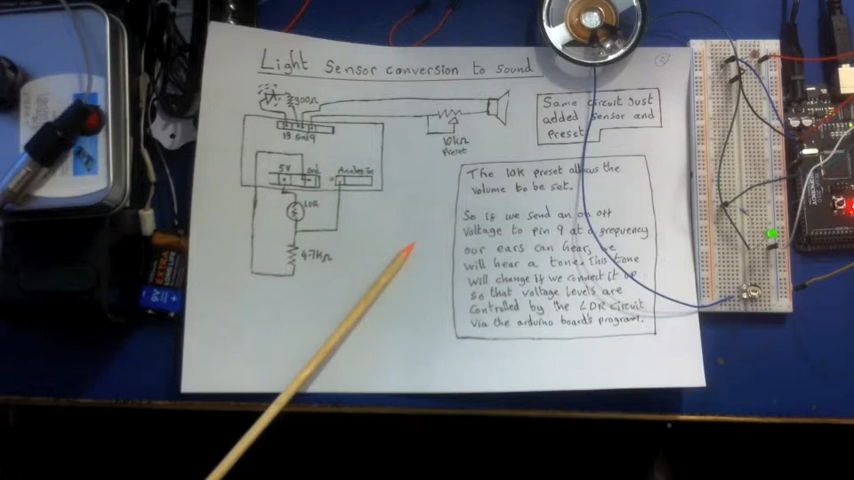 Light Sensor conversion to Sound
300Ω
13 Gnd 9
10KΩ
Preset
5V Gnd Analog in
LDR
4.7KΩ
Same circuit Just
added sensor and
preset
The 10K preset allows the
volume to be set.
So if we send an on off
voltage to pin 9 at a frequency
our ears can hear, we
will hear a tone. This tone
will change if we connect it up
so that voltage levels are
controlled by the LDR circuit
via the arduino boards program.
EXTRA
9V